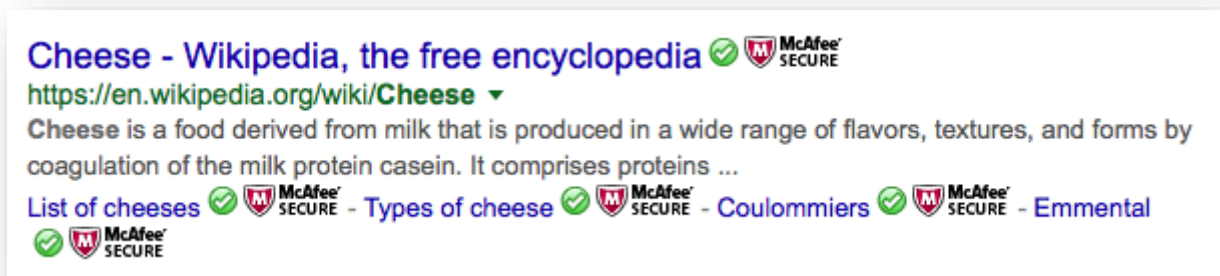 Cheese - Wikipedia, the free encyclopedia McAfee SECURE
https://en.wikipedia.org/wiki/Cheese
Cheese is a food derived from milk that is produced in a wide range of flavors, textures, and forms by
coagulation of the milk protein casein. It comprises proteins ...
List of cheeses McAfee SECURE - Types of cheese McAfee SECURE - Coulommiers McAfee SECURE - Emmental
McAfee SECURE